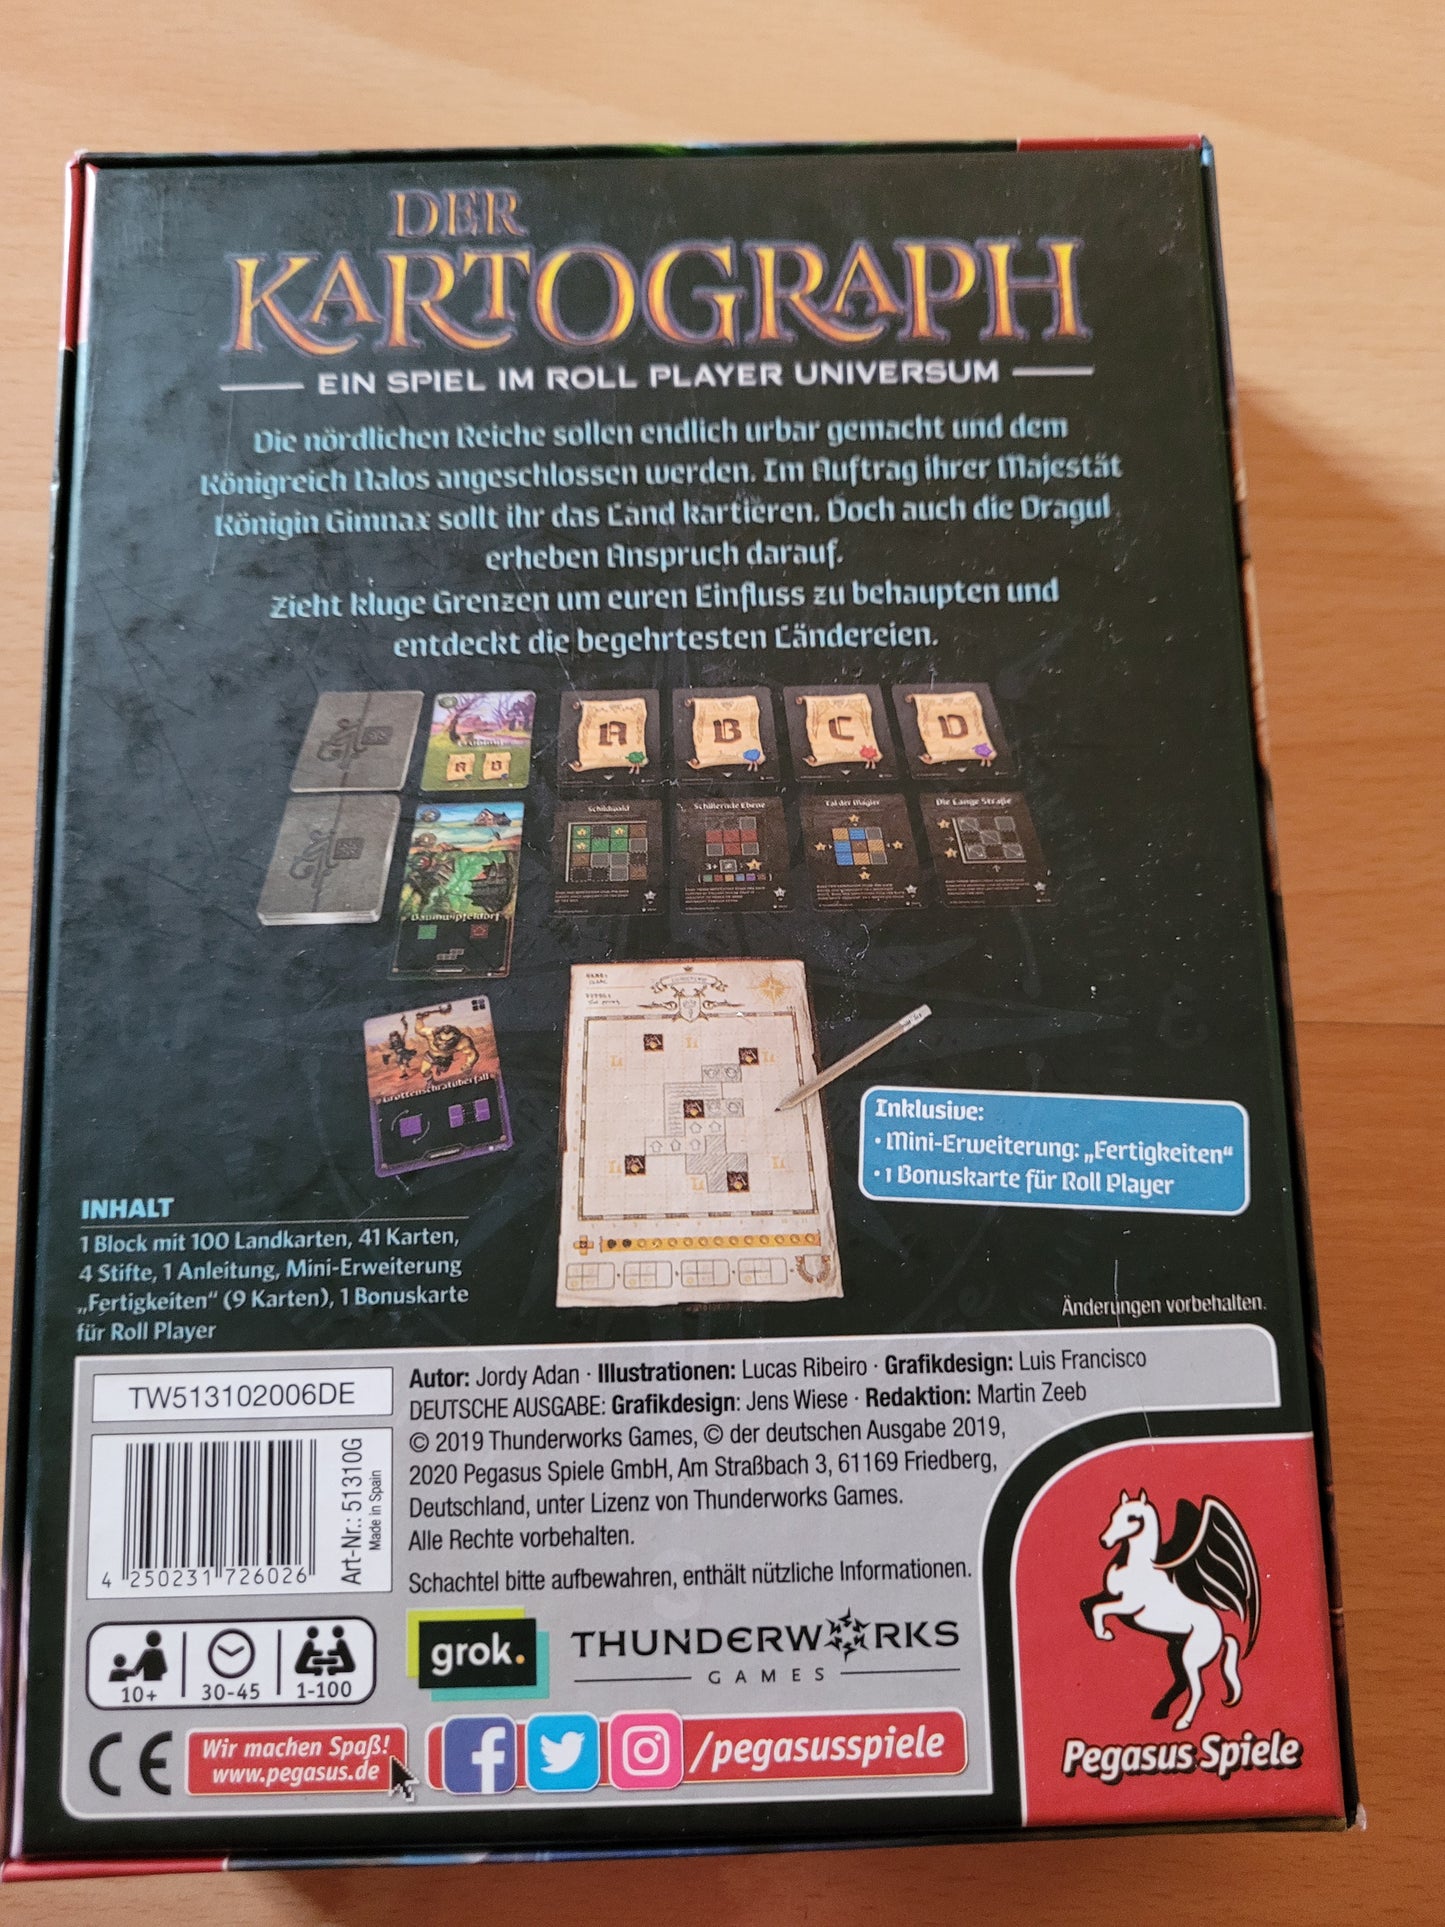 DER
KARTOGRAPH
EIN SPIEL IM ROLL PLAYER UNIVERSUM
Die nördlichen Reiche sollen endlich urbar gemacht und dem
Königreich Nalos angeschlossen werden. Im Auftrag ihrer Majestät
Königin Gimnax sollt ihr das Land kartieren. Doch auch die Dragul
erheben Anspruch darauf.
Zieht kluge Grenzen um euren Einfluss zu behaupten und
entdeckt die begehrtesten Ländereien.
A B
A
B
C
D
Schildwald
Schillernde Ebene
Tal der Magier
Die Lange Straße
3+
Baumwipfeldorf
Grottenschratüberfall
Inklusive:
• Mini-Erweiterung: „Fertigkeiten“
• 1 Bonuskarte für Roll Player
INHALT
1 Block mit 100 Landkarten, 41 Karten,
4 Stifte, 1 Anleitung, Mini-Erweiterung
„Fertigkeiten“ (9 Karten), 1 Bonuskarte
für Roll Player
Änderungen vorbehalten.
TW513102006DE
Autor: Jordy Adan · Illustrationen: Lucas Ribeiro · Grafikdesign: Luis Francisco
DEUTSCHE AUSGABE: Grafikdesign: Jens Wiese · Redaktion: Martin Zeeb
© 2019 Thunderworks Games, © der deutschen Ausgabe 2019,
2020 Pegasus Spiele GmbH, Am Straßbach 3, 61169 Friedberg,
Deutschland, unter Lizenz von Thunderworks Games.
Alle Rechte vorbehalten.
Schachtel bitte aufbewahren, enthält nützliche Informationen.
4 250231 726026
Art-Nr.: 51310G
Made in Spain
10+
30-45
1-100
grok.
THUNDERWORKS
GAMES
CE
Wir machen Spaß!
www.pegasus.de
/pegasusspiele
Pegasus Spiele